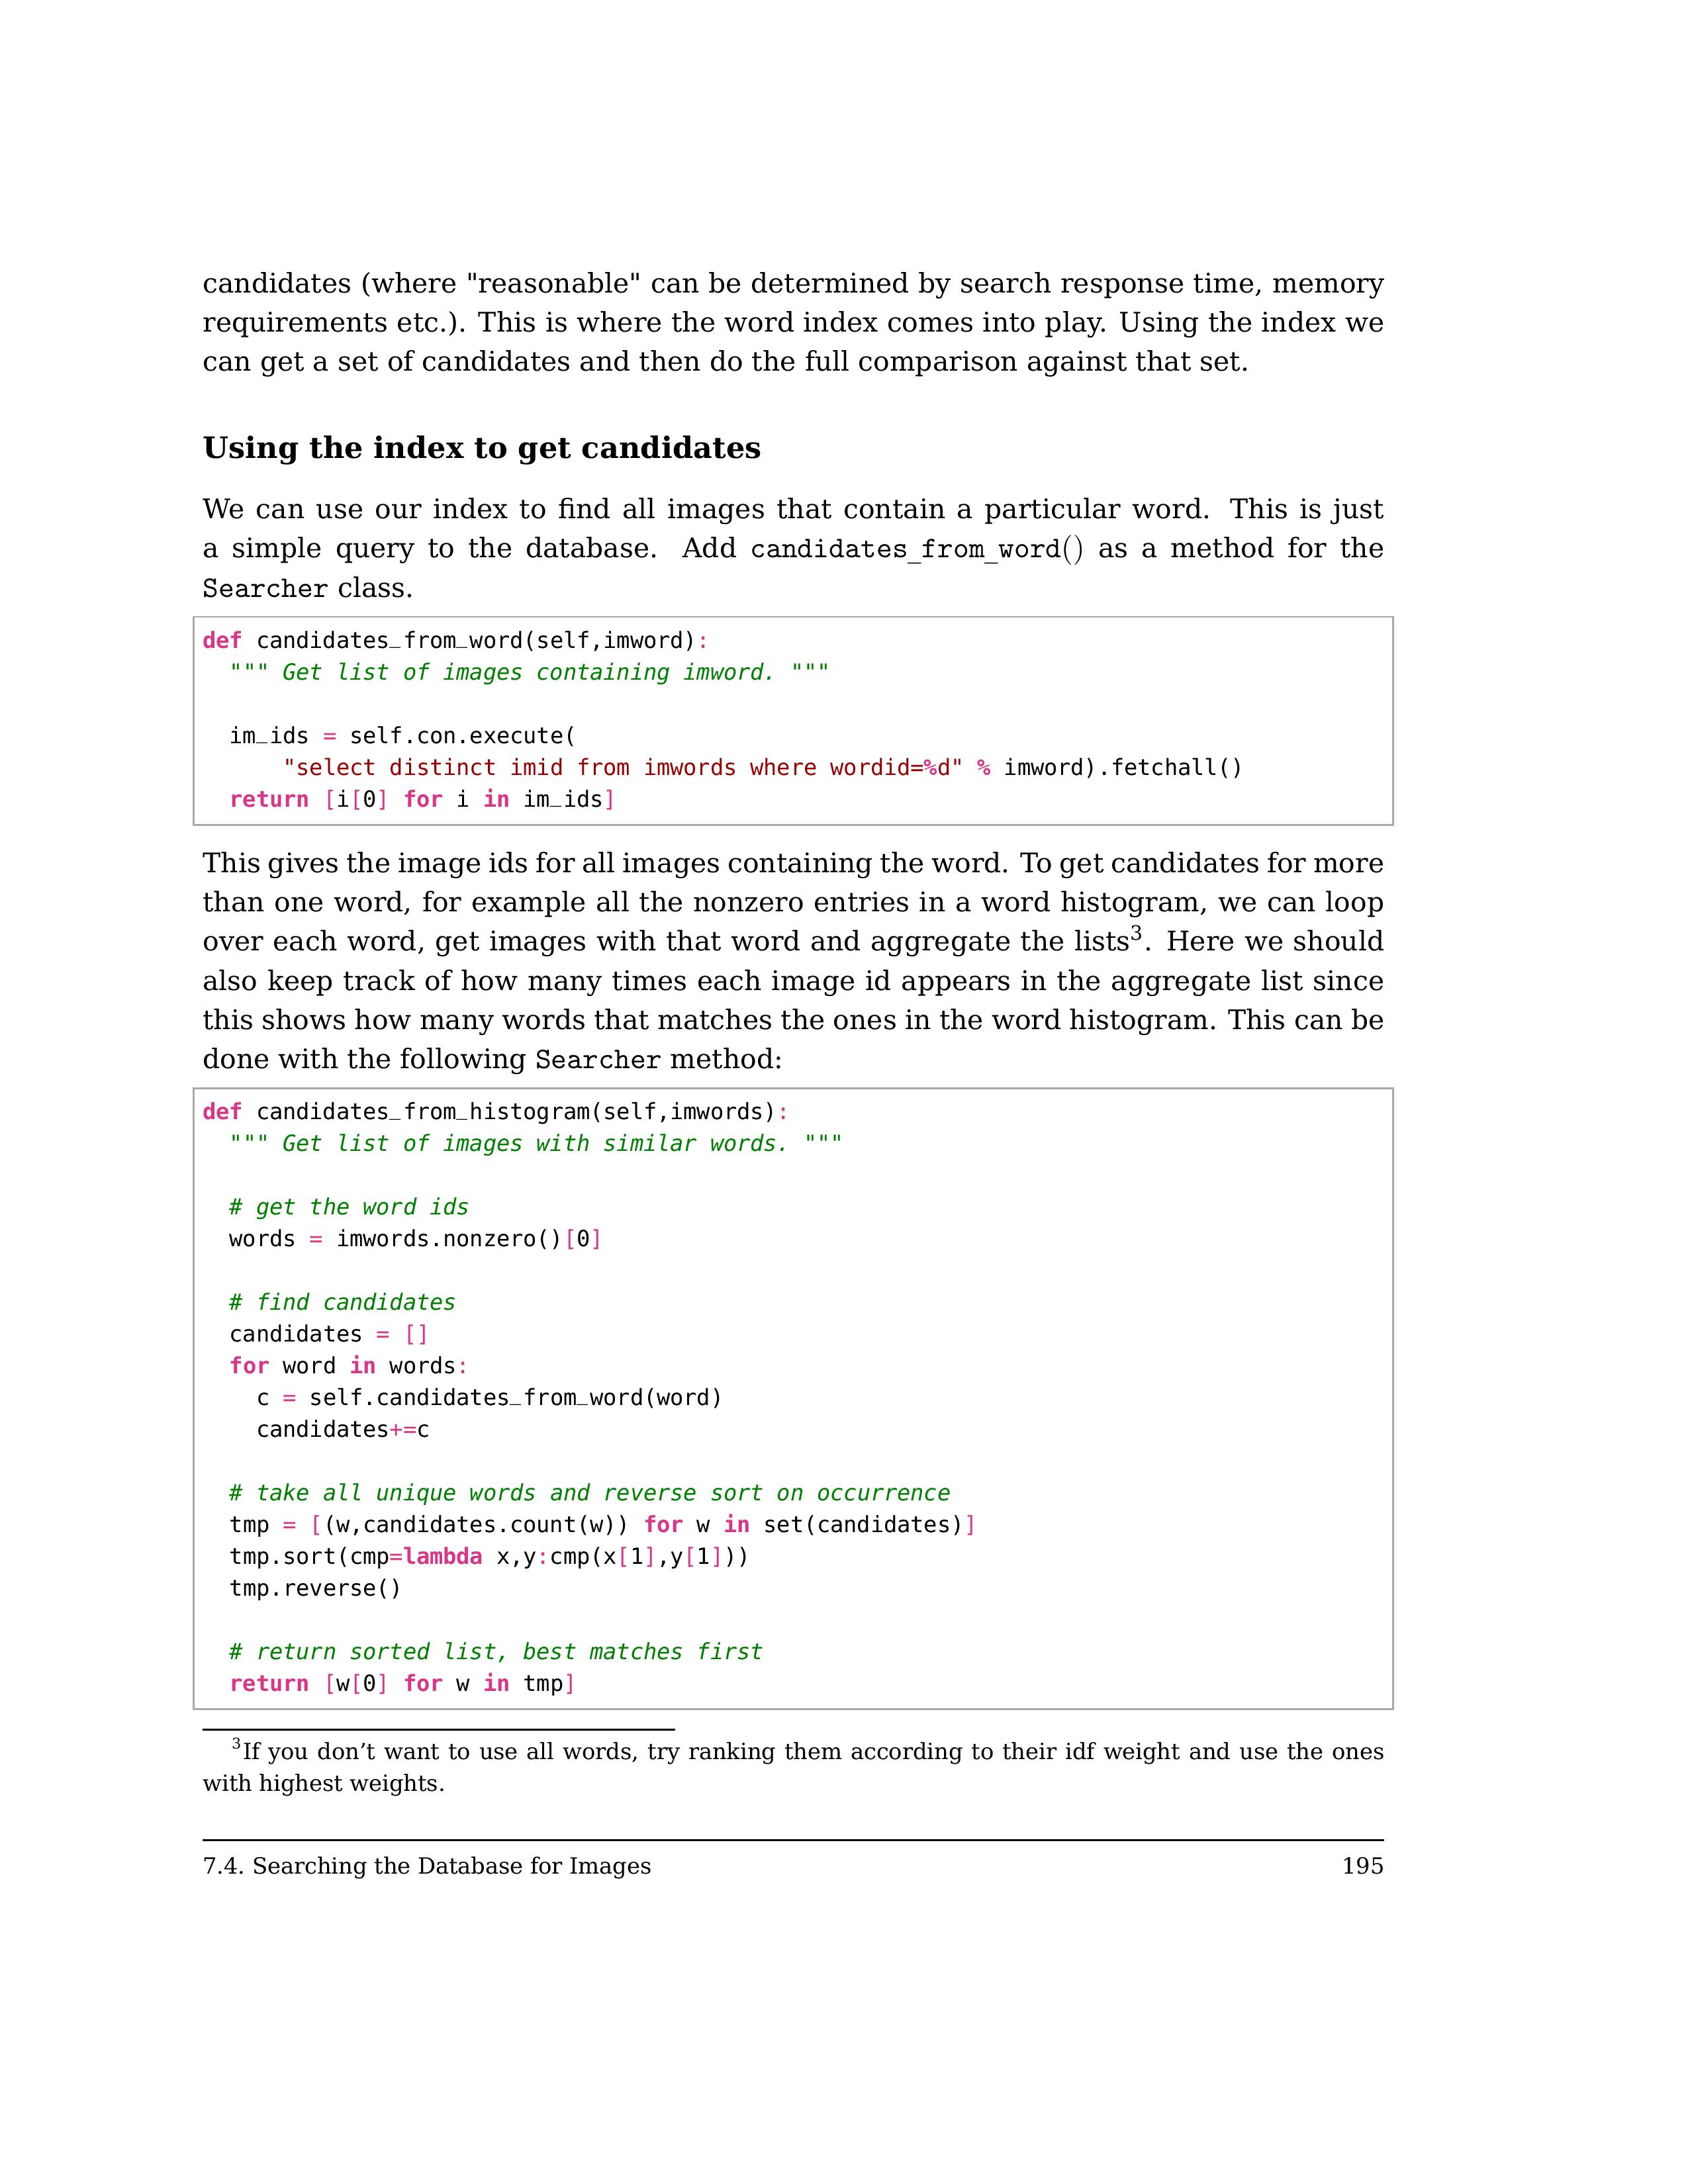 candidates (where "reasonable" can be determined by search response time, memory
requirements etc.). This is where the word index comes into play. Using the index we
can get a set of candidates and then do the full comparison against that set.
Using the index to get candidates
We can use our index to find all images that contain a particular word. This is just
a simple query to the database. Add candidates_from_word() as a method for the
Searcher class.
def candidates_from_word(self,imword):
  """ Get list of images containing imword. """

  im_ids = self.con.execute(
      "select distinct imid from imwords where wordid=%d" % imword).fetchall()
  return [i[0] for i in im_ids]
This gives the image ids for all images containing the word. To get candidates for more
than one word, for example all the nonzero entries in a word histogram, we can loop
over each word, get images with that word and aggregate the lists³. Here we should
also keep track of how many times each image id appears in the aggregate list since
this shows how many words that matches the ones in the word histogram. This can be
done with the following Searcher method:
def candidates_from_histogram(self,imwords):
  """ Get list of images with similar words. """

  # get the word ids
  words = imwords.nonzero()[0]

  # find candidates
  candidates = []
  for word in words:
    c = self.candidates_from_word(word)
    candidates+=c

  # take all unique words and reverse sort on occurrence
  tmp = [(w,candidates.count(w)) for w in set(candidates)]
  tmp.sort(cmp=lambda x,y:cmp(x[1],y[1]))
  tmp.reverse()

  # return sorted list, best matches first
  return [w[0] for w in tmp]
³If you don’t want to use all words, try ranking them according to their idf weight and use the ones
with highest weights.
7.4. Searching the Database for Images 195